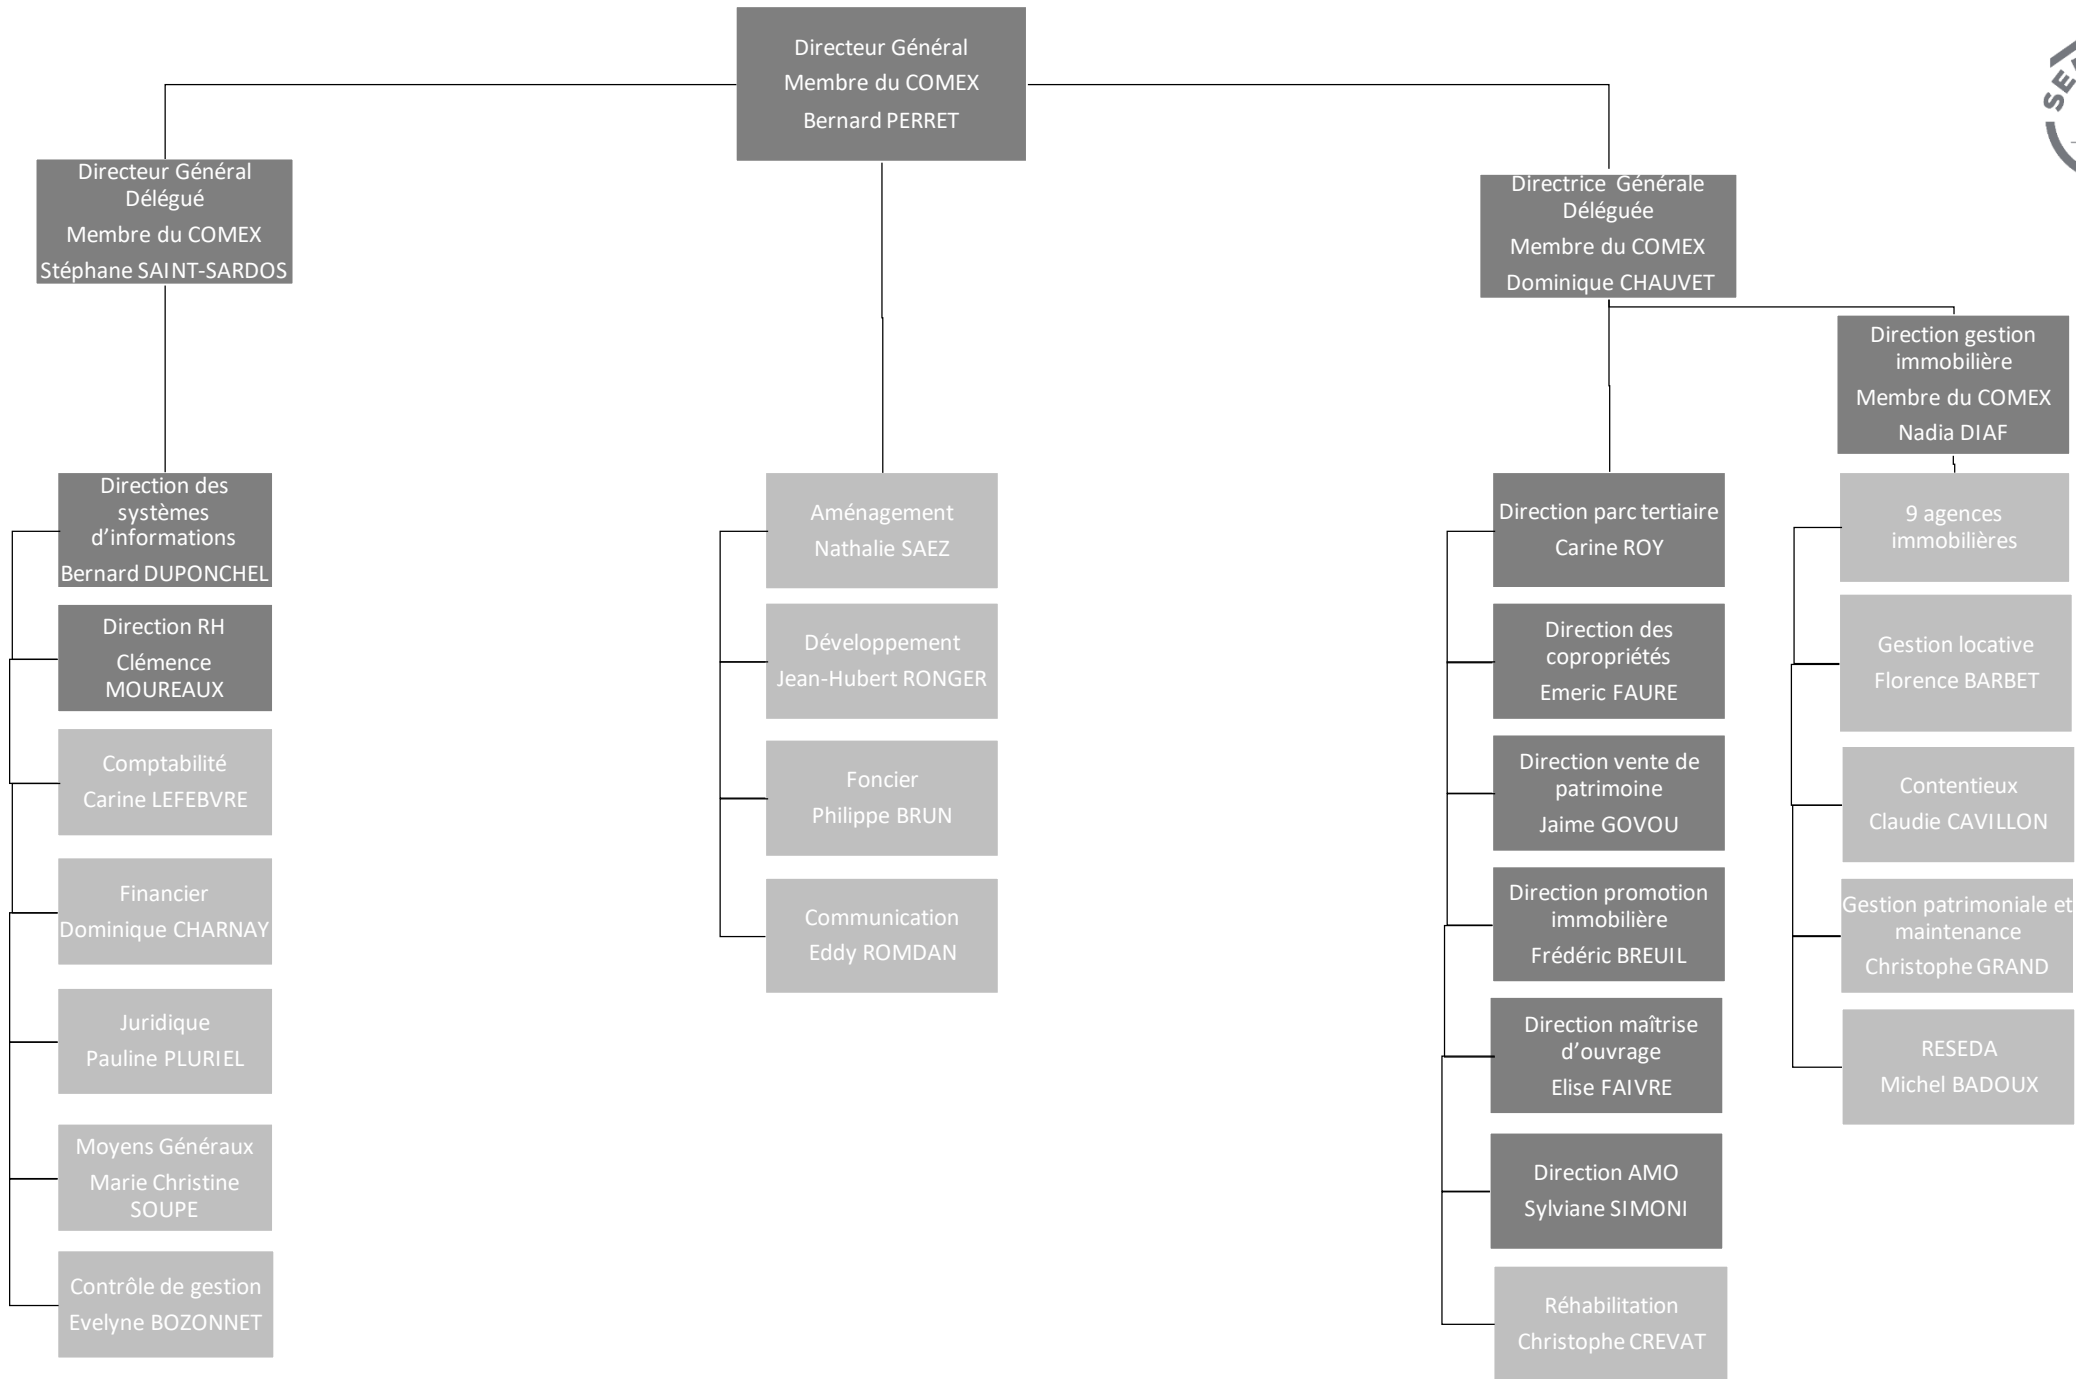 Directeur Général
Membre du COMEX
Bernard PERRET
Directeur Général
Délégué
Membre du COMEX
Stéphane SAINT-SARDOS
Directrice Générale
Déléguée
Membre du COMEX
Dominique CHAUVET
Direction gestion
immobilière
Membre du COMEX
Nadia DIAF
Direction des
systèmes
d’informations
Bernard DUPONCHEL
Direction RH
Clémence
MOUREAUX
Comptabilité
Carine LEFEBVRE
Financier
Dominique CHARNAY
Juridique
Pauline PLURIEL
Moyens Généraux
Marie Christine
SOUPE
Contrôle de gestion
Evelyne BOZONNET
Aménagement
Nathalie SAEZ
Développement
Jean-Hubert RONGER
Foncier
Philippe BRUN
Communication
Eddy ROMDAN
Direction parc tertiaire
Carine ROY
Direction des
copropriétés
Emeric FAURE
Direction vente de
patrimoine
Jaime GOVOU
Direction promotion
immobilière
Frédéric BREUIL
Direction maîtrise
d’ouvrage
Elise FAIVRE
Direction AMO
Sylviane SIMONI
Réhabilitation
Christophe CREVAT
9 agences
immobilières
Gestion locative
Florence BARBET
Contentieux
Claudie CAVILLON
Gestion patrimoniale et
maintenance
Christophe GRAND
RESEDA
Michel BADOUX